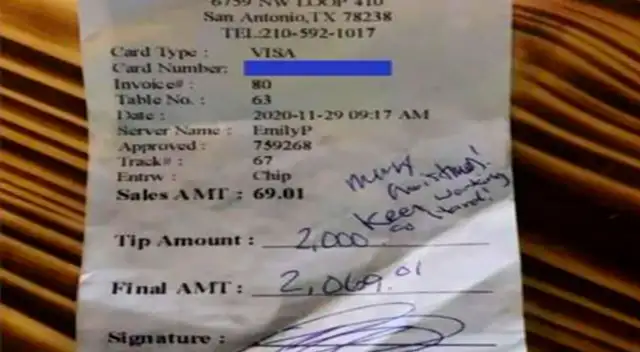 6759 NW LOOP 410
San Antonio,TX 78238
TEL:210-592-1017
Card Type : VISA
Card Number:
Invoice# : 80
Table No. : 63
Date : 2020-11-29 09:17 AM
Server Name : EmilyP
Approved : 759268
Track# : 67
Entrw : Chip
Sales AMT : 69.01
Merry
Christmas!
Keep working
so hard!
Tip Amount : 2,000
Final AMT : 2,069.01
Signature :